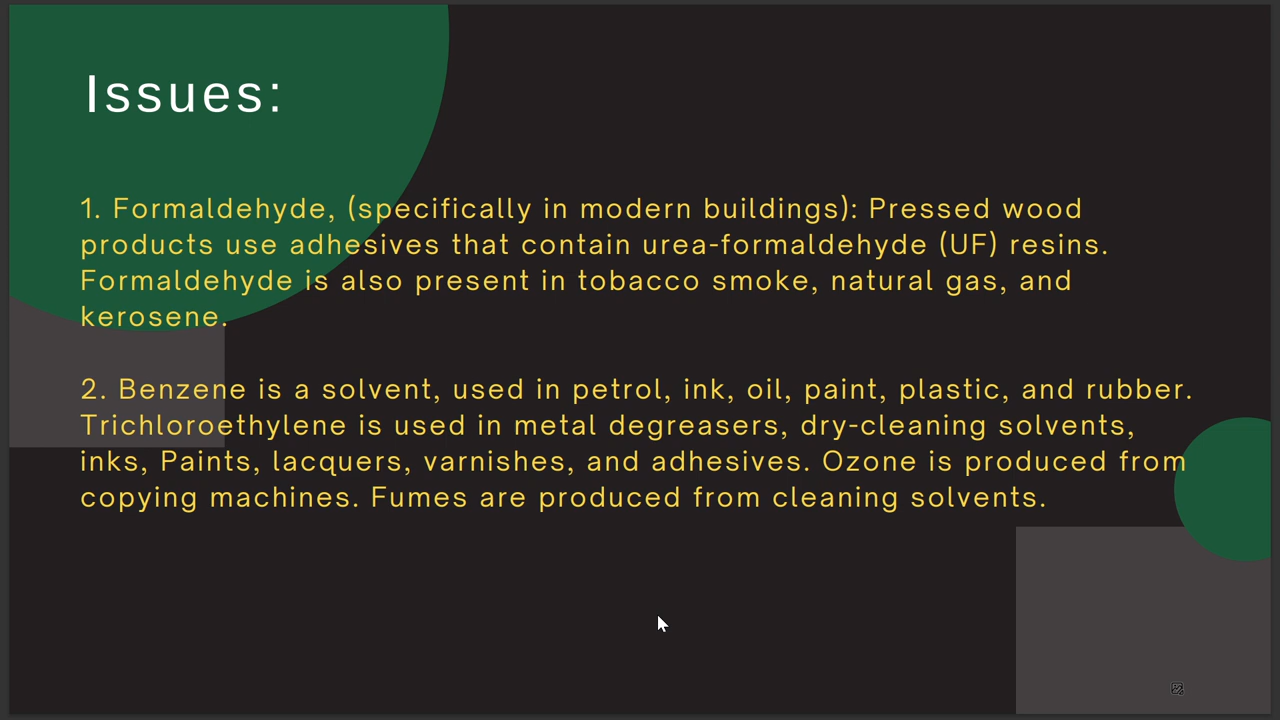 Issues:
1. Formaldehyde, (specifically in modern buildings): Pressed wood
products use adhesives that contain urea-formaldehyde (UF) resins.
Formaldehyde is also present in tobacco smoke, natural gas, and
kerosene.
2. Benzene is a solvent, used in petrol, ink, oil, paint, plastic, and rubber.
Trichloroethylene is used in metal degreasers, dry-cleaning solvents,
inks, Paints, lacquers, varnishes, and adhesives. Ozone is produced from
copying machines. Fumes are produced from cleaning solvents.